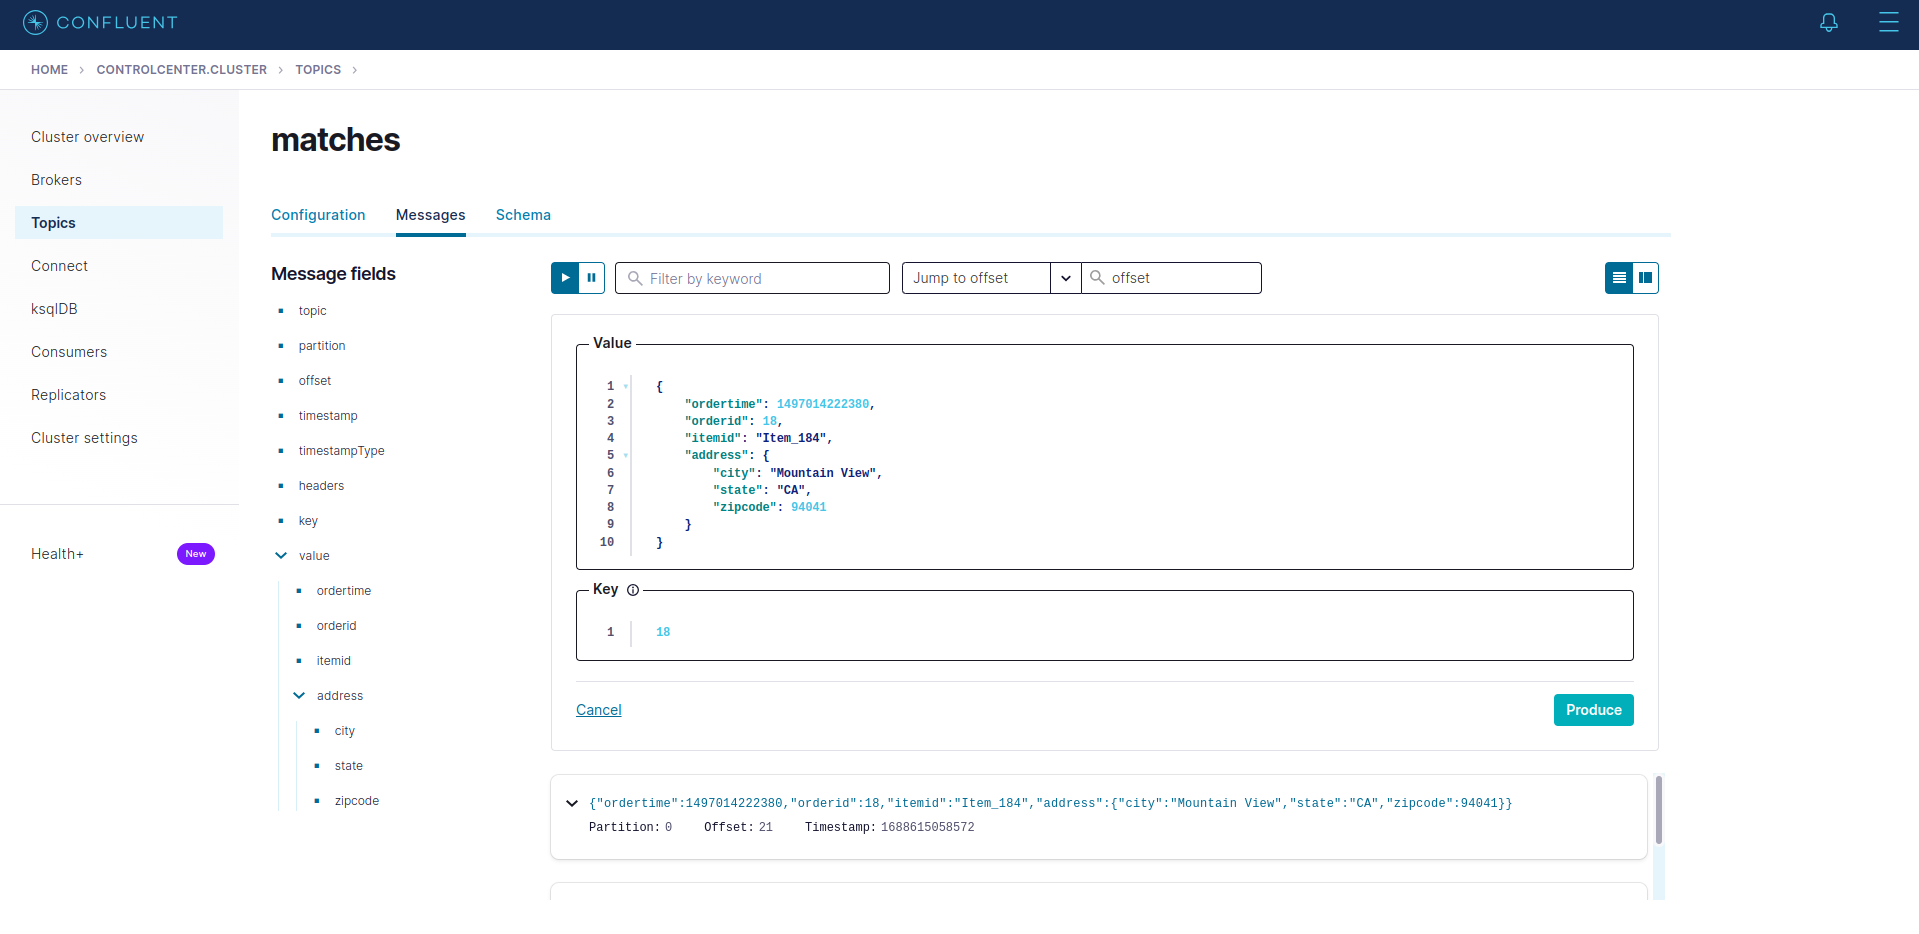 CONFLUENT
HOME > CONTROLCENTER.CLUSTER > TOPICS >
Cluster overview
Brokers
Topics
Connect
ksqlDB
Consumers
Replicators
Cluster settings
Health+ New
matches
Configuration Messages Schema
Message fields
topic
partition
offset
timestamp
timestampType
headers
key
value
ordertime
orderid
itemid
address
city
state
zipcode
Filter by keyword
Jump to offset
offset
Value
1 {
2 "ordertime": 1497014222380,
3 "orderid": 18,
4 "itemid": "Item_184",
5 "address": {
6 "city": "Mountain View",
7 "state": "CA",
8 "zipcode": 94041
9 }
10 }
Key
1 18
Cancel
Produce
{"ordertime":1497014222380,"orderid":18,"itemid":"Item_184","address":{"city":"Mountain View","state":"CA","zipcode":94041}}
Partition: 0 Offset: 21 Timestamp: 1688615058572